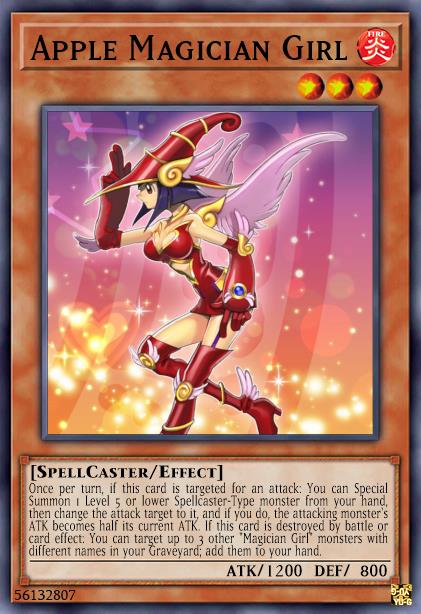 Apple Magician Girl
FIRE
炎
[SpellCaster/Effect]
Once per turn, if this card is targeted for an attack: You can Special
Summon 1 Level 5 or lower Spellcaster-Type monster from your hand,
then change the attack target to it, and if you do, the attacking monster's
ATK becomes half its current ATK. If this card is destroyed by battle or
card effect: You can target up to 3 other "Magician Girl" monsters with
different names in your Graveyard; add them to your hand.
ATK/1200 DEF/ 800
56132807